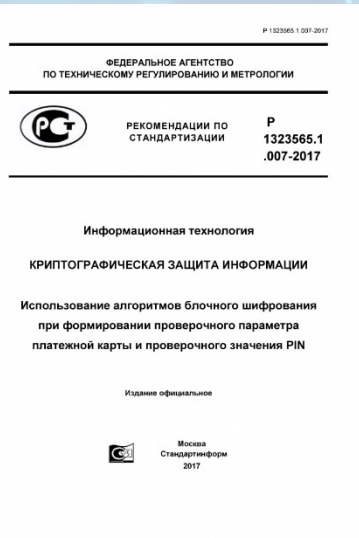 Р 1323565.1.007-2017
ФЕДЕРАЛЬНОЕ АГЕНТСТВО
ПО ТЕХНИЧЕСКОМУ РЕГУЛИРОВАНИЮ И МЕТРОЛОГИИ
РСТ
РЕКОМЕНДАЦИИ ПО
СТАНДАРТИЗАЦИИ
Р
1323565.1
.007-2017
Информационная технология
КРИПТОГРАФИЧЕСКАЯ ЗАЩИТА ИНФОРМАЦИИ
Использование алгоритмов блочного шифрования
при формировании проверочного параметра
платежной карты и проверочного значения PIN
Издание официальное
Москва
Стандартинформ
2017